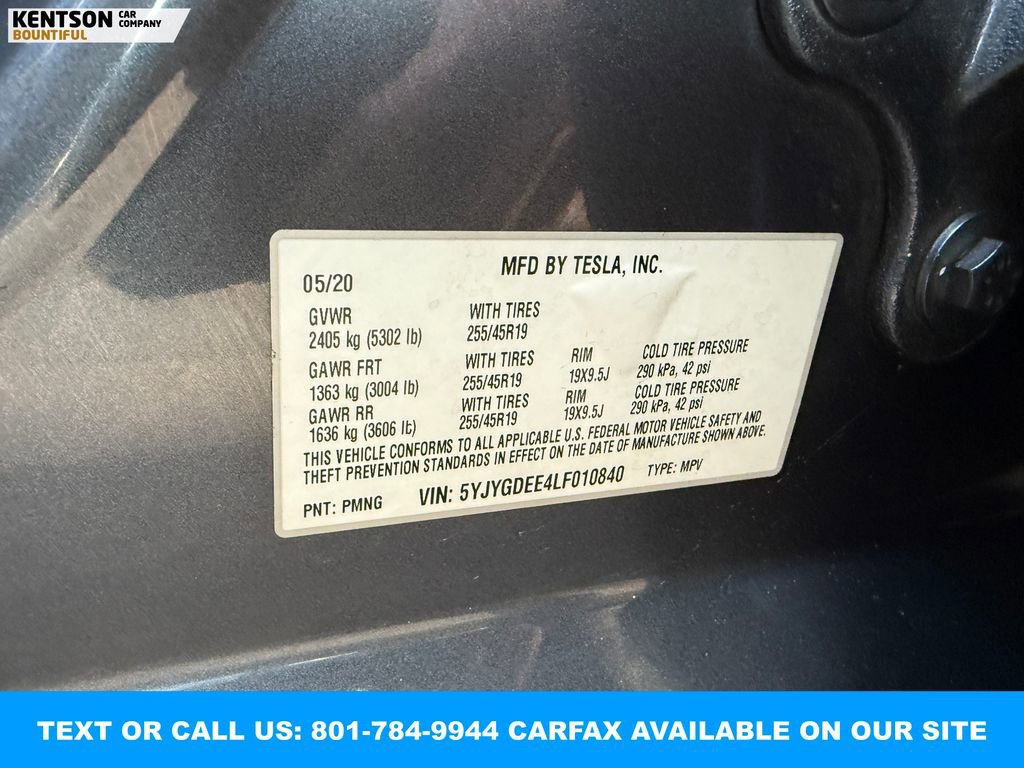 KENTSON CAR COMPANY
BOUNTIFUL
MFD BY TESLA, INC.
05/20
GVWR WITH TIRES
2405 kg (5302 lb) 255/45R19
GAWR FRT WITH TIRES RIM COLD TIRE PRESSURE
1363 kg (3004 lb) 255/45R19 19X9.5J 290 kPa, 42 psi
GAWR RR WITH TIRES RIM COLD TIRE PRESSURE
1636 kg (3606 lb) 255/45R19 19X9.5J 290 kPa, 42 psi
THIS VEHICLE CONFORMS TO ALL APPLICABLE U.S. FEDERAL MOTOR VEHICLE SAFETY AND
THEFT PREVENTION STANDARDS IN EFFECT ON THE DATE OF MANUFACTURE SHOWN ABOVE.
PNT: PMNG VIN: 5YJYGDEE4LF010840 TYPE: MPV
TEXT OR CALL US: 801-784-9944 CARFAX AVAILABLE ON OUR SITE